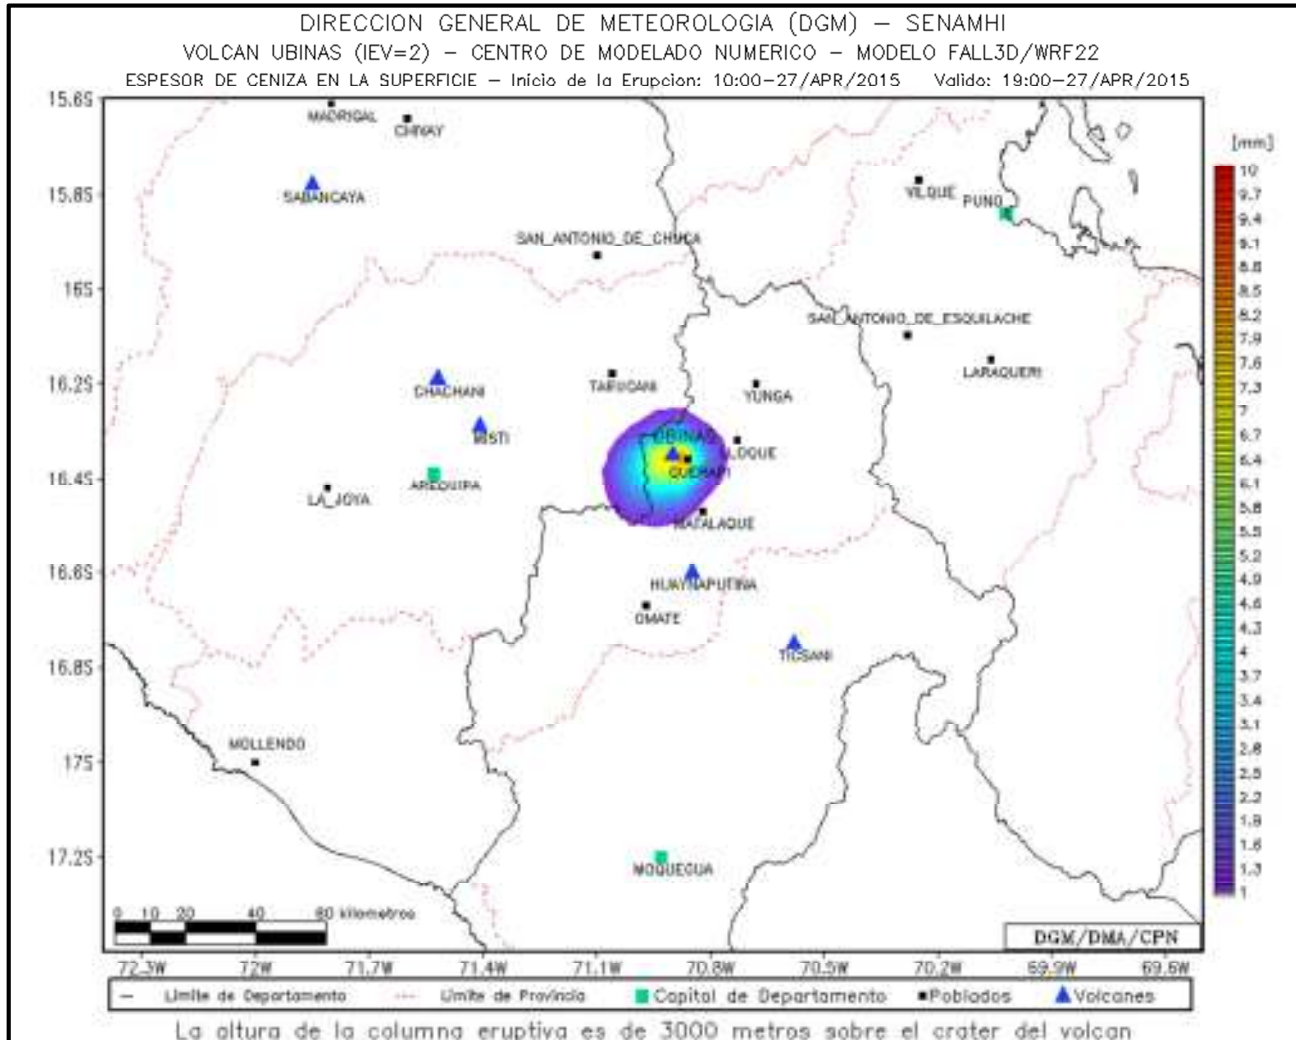 DIRECCION GENERAL DE METEOROLOGIA (DGM) – SENAMHI
VOLCAN UBINAS (IEV=2) – CENTRO DE MODELADO NUMERICO – MODELO FALL3D/WRF22
ESPESOR DE CENIZA EN LA SUPERFICIE – Inicio de la Erupcion: 10:00–27/APR/2015 Valido: 19:00–27/APR/2015
15.6S
MADRIGAL
CHIVAY
[mm]
10
9.7
9.4
9.1
8.8
8.5
8.2
7.9
7.6
7.3
7
6.7
6.4
6.1
5.8
5.5
5.2
4.9
4.6
4.3
4
3.7
3.4
3.1
2.8
2.5
2.2
1.9
1.6
1.3
1
15.8S
SABANCAYA
VILQUE
PUNO
SAN_ANTONIO_DE_CHUCA
16S
SAN_ANTONIO_DE_ESQUILACHE
LARAQUERI
16.2S
CHACHANI
YUNGA
MISTI
UBINAS
LLOQUE
QUERAPI
16.4S
AREQUIPA
LA_JOYA
MATALAQUE
16.6S
HUAYNAPUTINA
OMATE
TICSANI
16.8S
MOLLENDO
17S
17.2S
MOQUEGUA
0 10 20 40 60 kilometros
DGM/DMA/CPN
72.3W 72W 71.7W 71.4W 71.1W 70.8W 70.5W 70.2W 69.9W 69.6W
Limite de Departamento Limite de Provincia Capital de Departamento Poblados Volcanes
La altura de la columna eruptiva es de 3000 metros sobre el crater del volcan